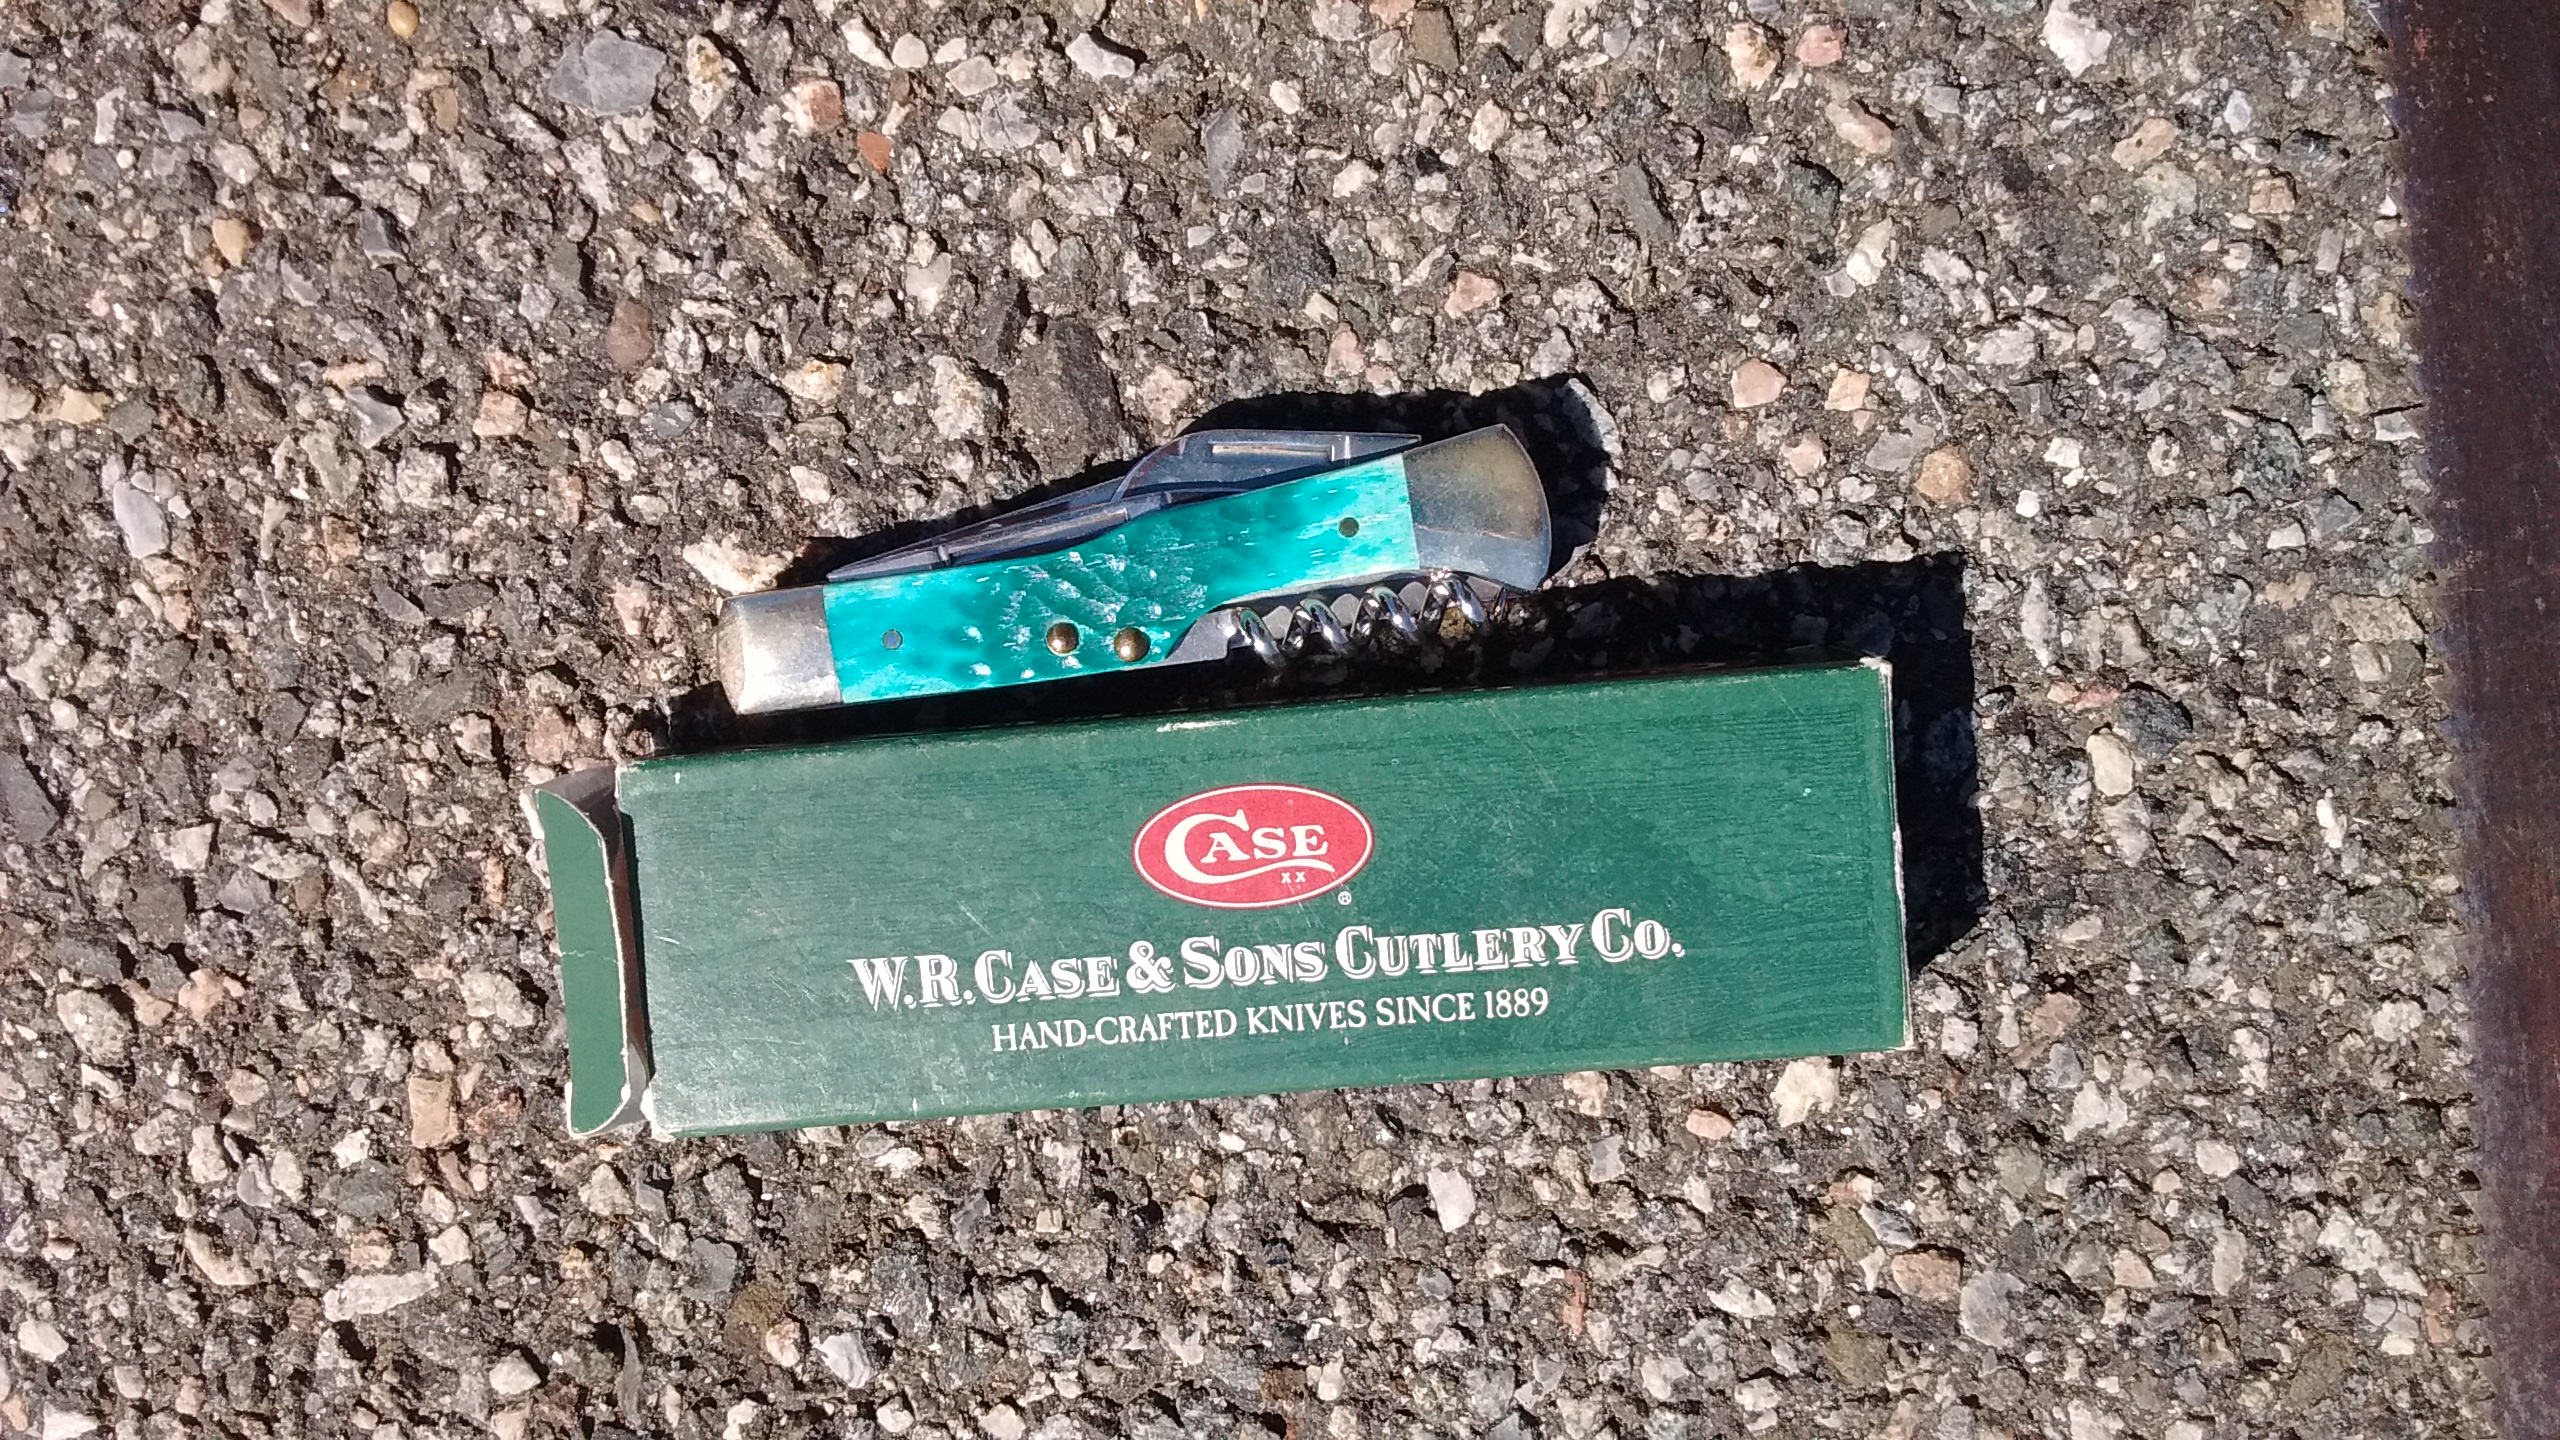 CASE
XX
®
W.R. CASE & SONS CUTLERY CO.
HAND-CRAFTED KNIVES SINCE 1889